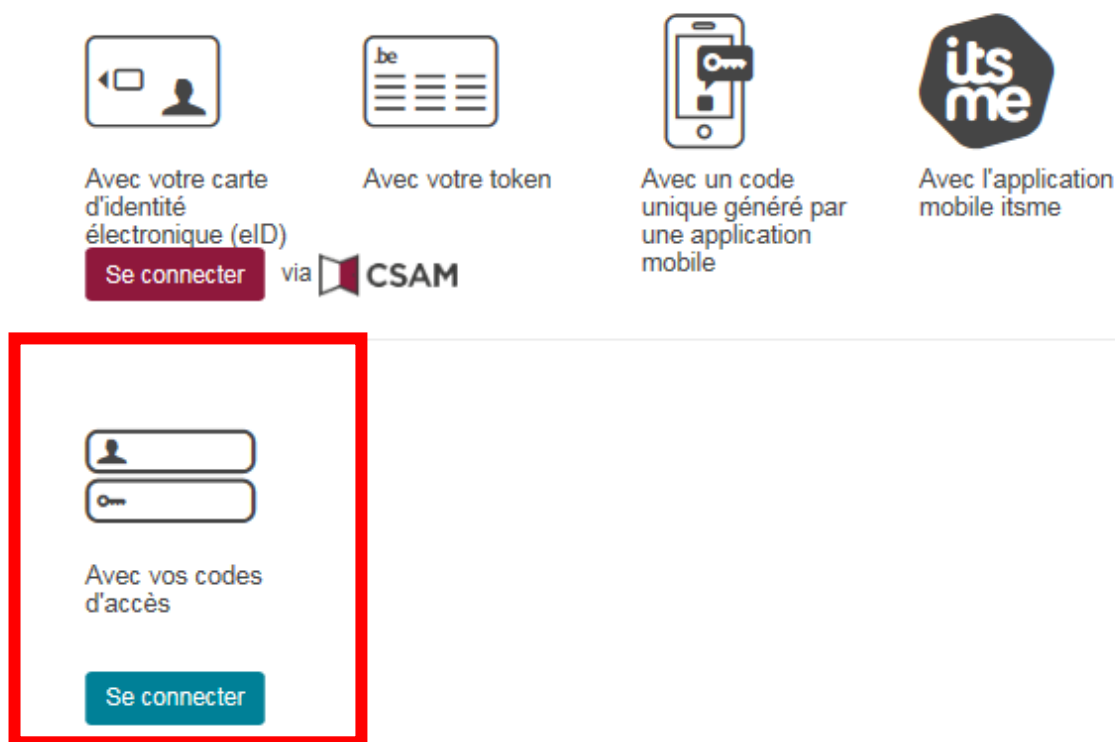 .be
its
me
Avec votre carte
d'identité
électronique (eID)
Avec votre token
Avec un code
unique généré par
une application
mobile
Avec l'application
mobile itsme
Se connecter via CSAM
Avec vos codes
d'accès
Se connecter